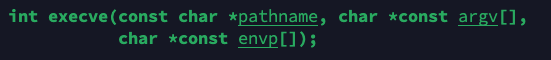 int execve(const char *pathname, char *const argv[],
char *const envp[]);